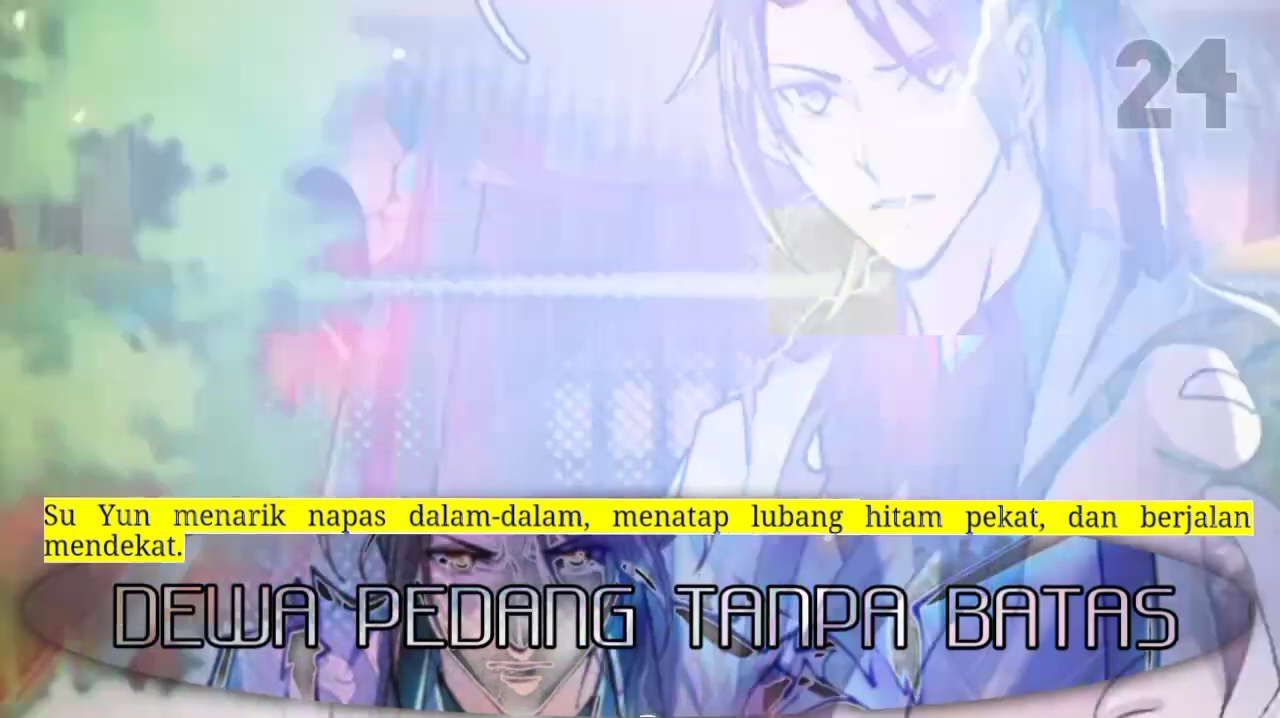 24
Su Yun menarik napas dalam-dalam, menatap lubang hitam pekat, dan berjalan
mendekat.
DEWA PEDANG TANPA BATAS